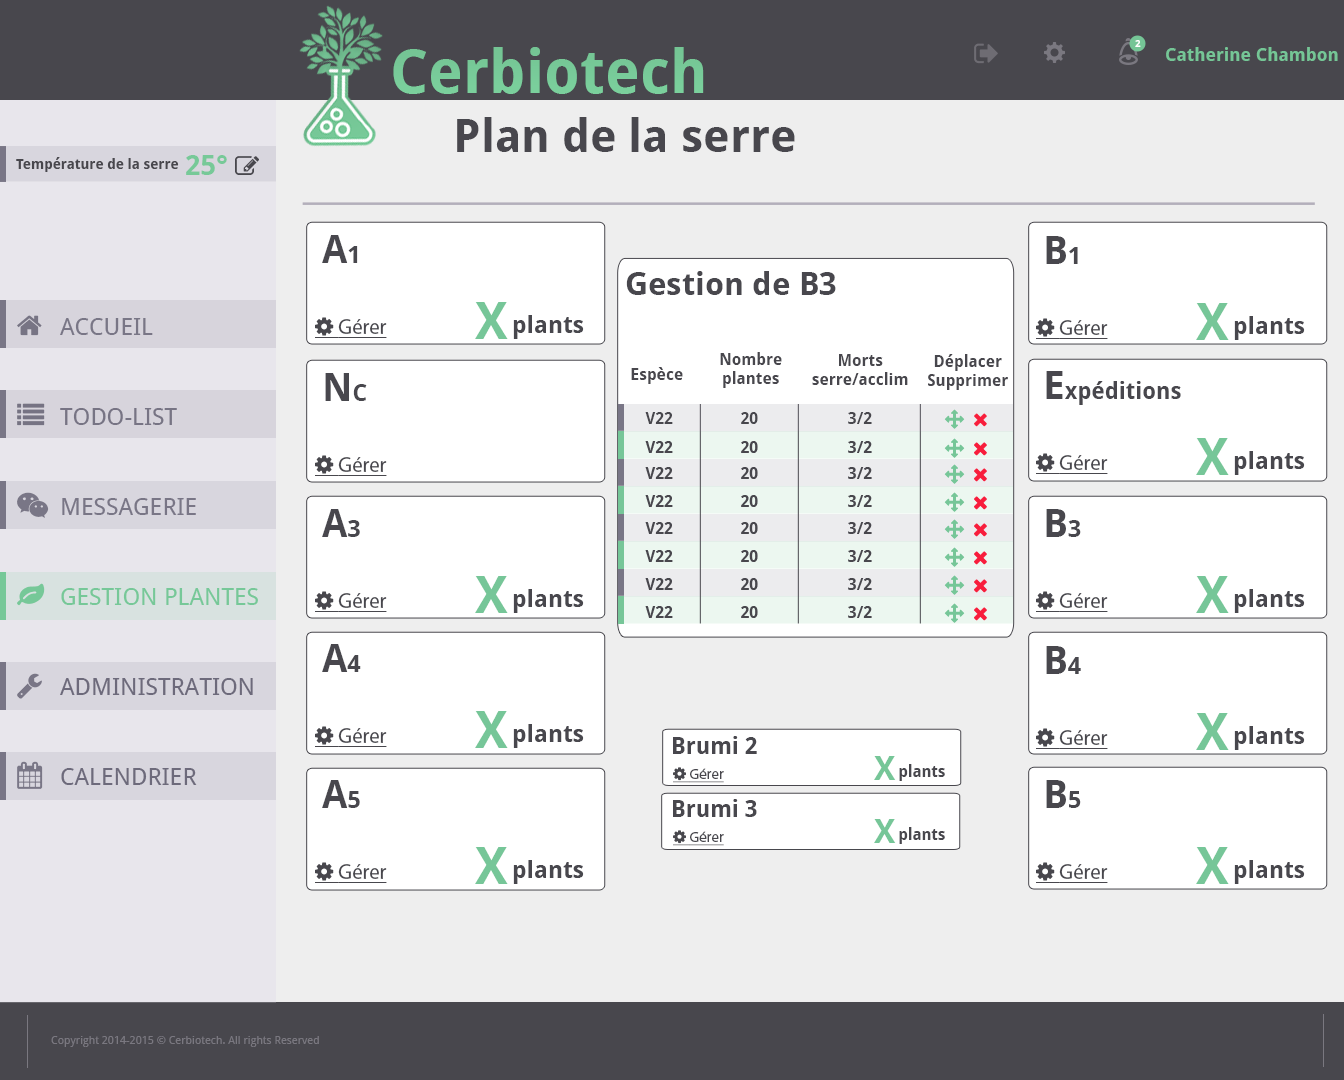 Cerbiotech
2
Catherine Chambon
Plan de la serre
Température de la serre 25°
ACCUEIL
TODO-LIST
MESSAGERIE
GESTION PLANTES
ADMINISTRATION
CALENDRIER
A1
Gérer X plants
Nc
Gérer
A3
Gérer X plants
A4
Gérer X plants
A5
Gérer X plants
Gestion de B3
Espèce Nombre plantes Morts serre/acclim Déplacer Supprimer
V22 20 3/2
V22 20 3/2
V22 20 3/2
V22 20 3/2
V22 20 3/2
V22 20 3/2
V22 20 3/2
V22 20 3/2
Brumi 2
Gérer X plants
Brumi 3
Gérer X plants
B1
Gérer X plants
Expéditions
Gérer X plants
B3
Gérer X plants
B4
Gérer X plants
B5
Gérer X plants
Copyright 2014-2015 © Cerbiotech. All rights Reserved